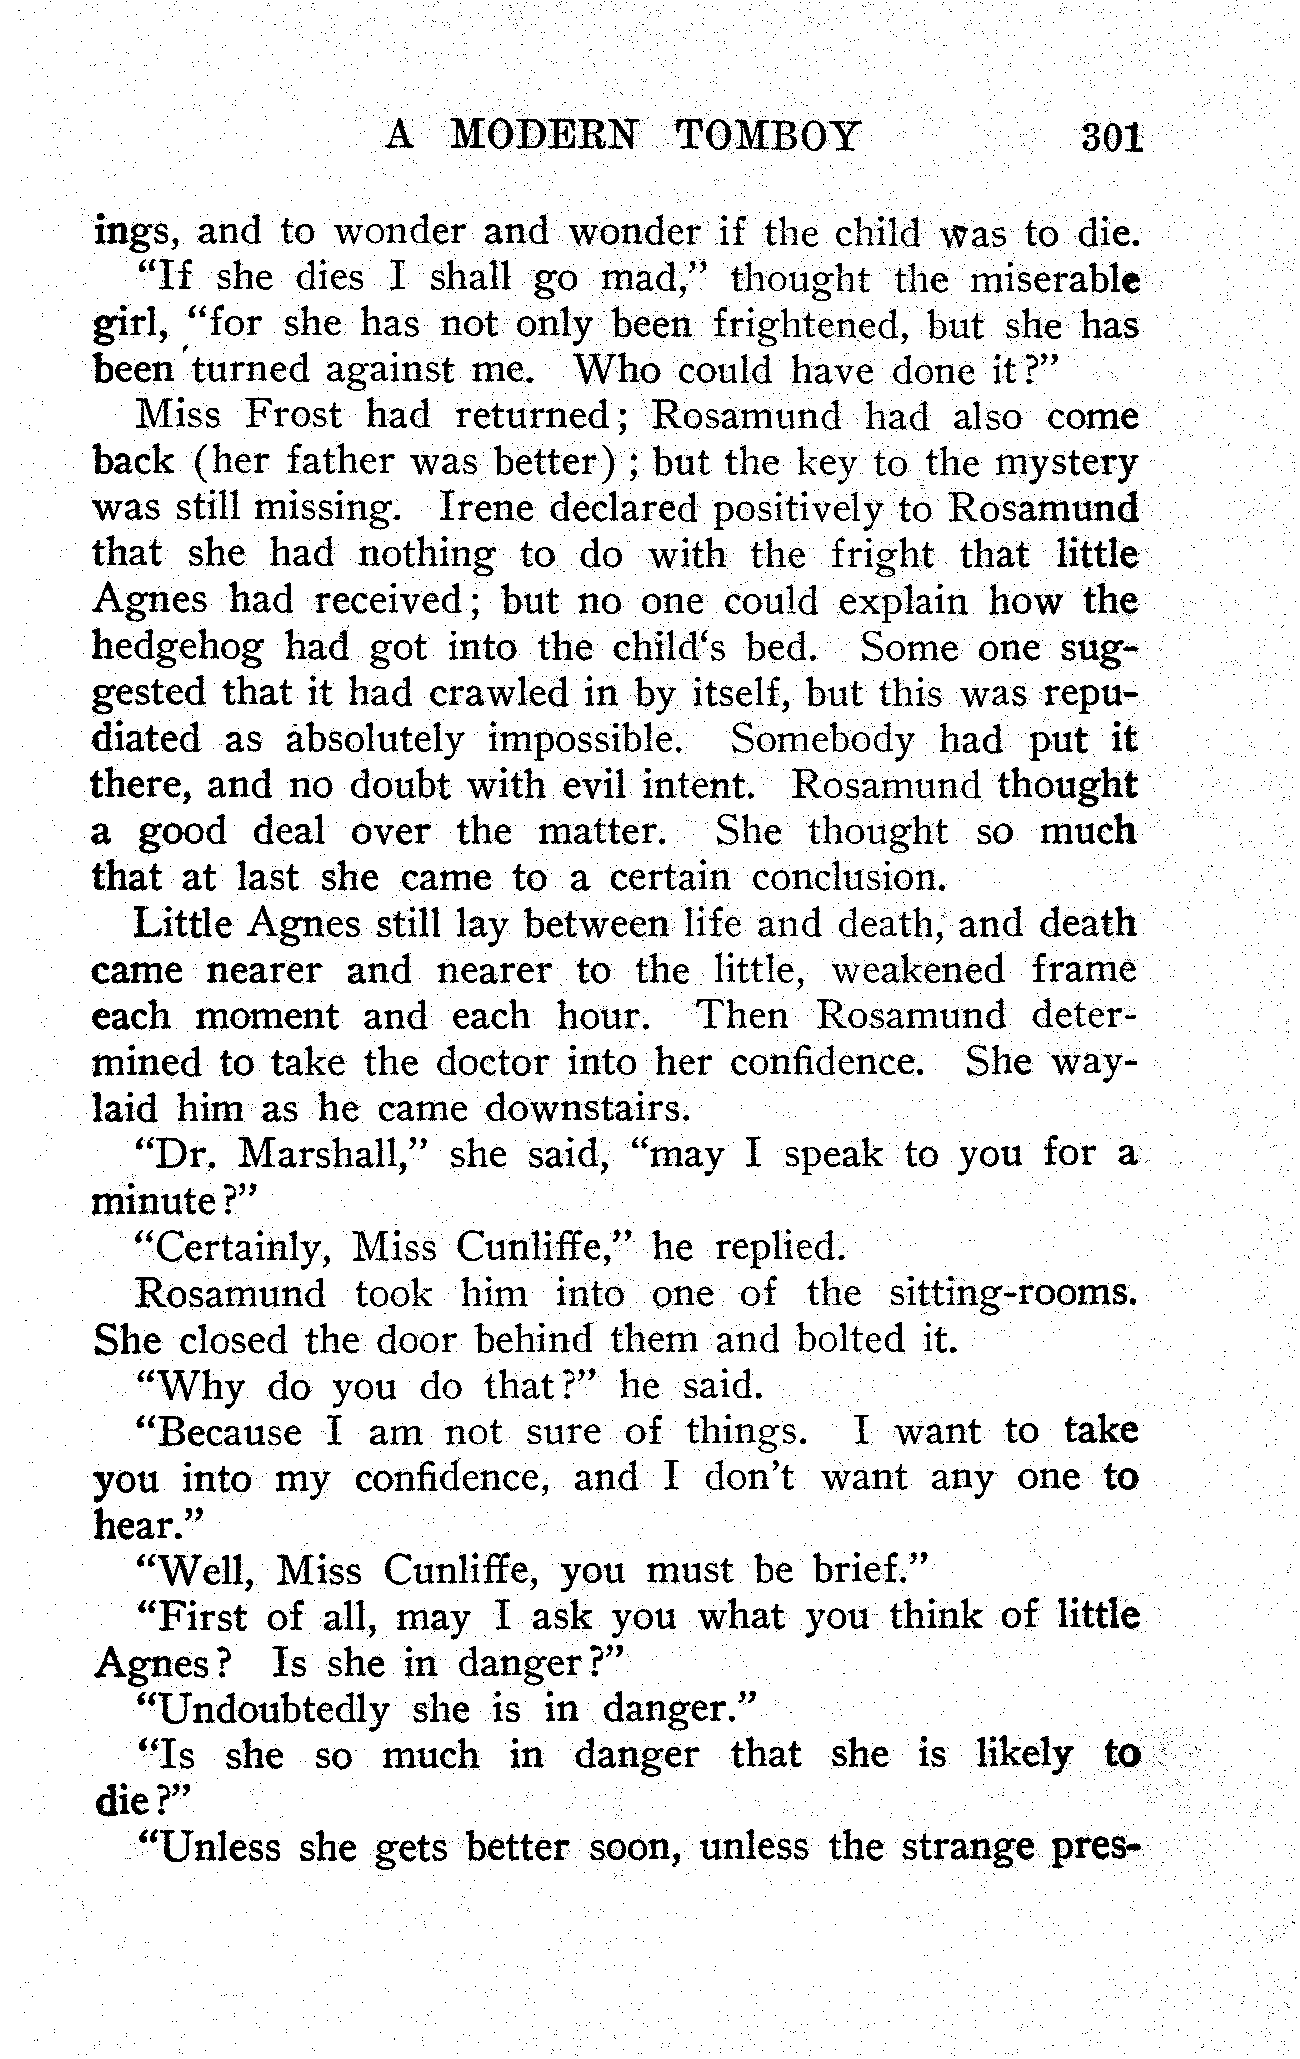 A MODERN TOMBOY 301
ings, and to wonder and wonder if the child was to die.
“If she dies I shall go mad,” thought the miserable
girl, “for she has not only been frightened, but she has
been turned against me. Who could have done it?”
Miss Frost had returned; Rosamund had also come
back (her father was better); but the key to the mystery
was still missing. Irene declared positively to Rosamund
that she had nothing to do with the fright that little
Agnes had received; but no one could explain how the
hedgehog had got into the child‘s bed. Some one sug-
gested that it had crawled in by itself, but this was repu-
diated as absolutely impossible. Somebody had put it
there, and no doubt with evil intent. Rosamund thought
a good deal over the matter. She thought so much
that at last she came to a certain conclusion.
Little Agnes still lay between life and death, and death
came nearer and nearer to the little, weakened frame
each moment and each hour. Then Rosamund deter-
mined to take the doctor into her confidence. She way-
laid him as he came downstairs.
“Dr. Marshall,” she said, “may I speak to you for a
minute?”
“Certainly, Miss Cunliffe,” he replied.
Rosamund took him into one of the sitting-rooms.
She closed the door behind them and bolted it.
“Why do you do that?” he said.
“Because I am not sure of things. I want to take
you into my confidence, and I don’t want any one to
hear.”
“Well, Miss Cunliffe, you must be brief.”
“First of all, may I ask you what you think of little
Agnes? Is she in danger?”
“Undoubtedly she is in danger.”
“Is she so much in danger that she is likely to
die?”
“Unless she gets better soon, unless the strange pres-